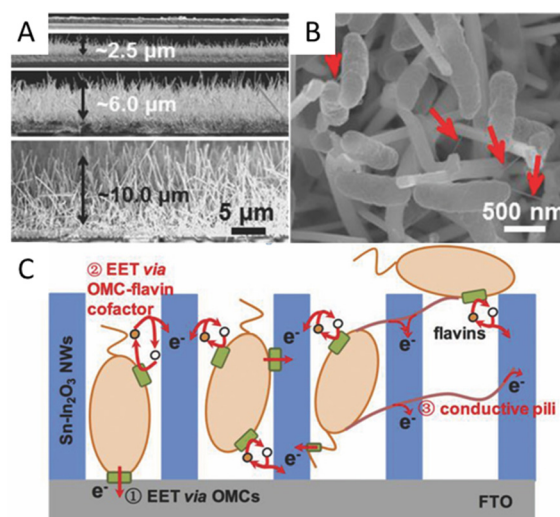 A
~2.5 μm
~6.0 μm
~10.0 μm
5 μm
B
500 nm
C
② EET via
OMC-flavin
cofactor
Sn-In₂O₃ NWs
e⁻
e⁻
e⁻
e⁻
e⁻
e⁻
e⁻
flavins
③ conductive pili
e⁻
① EET via OMCs
FTO